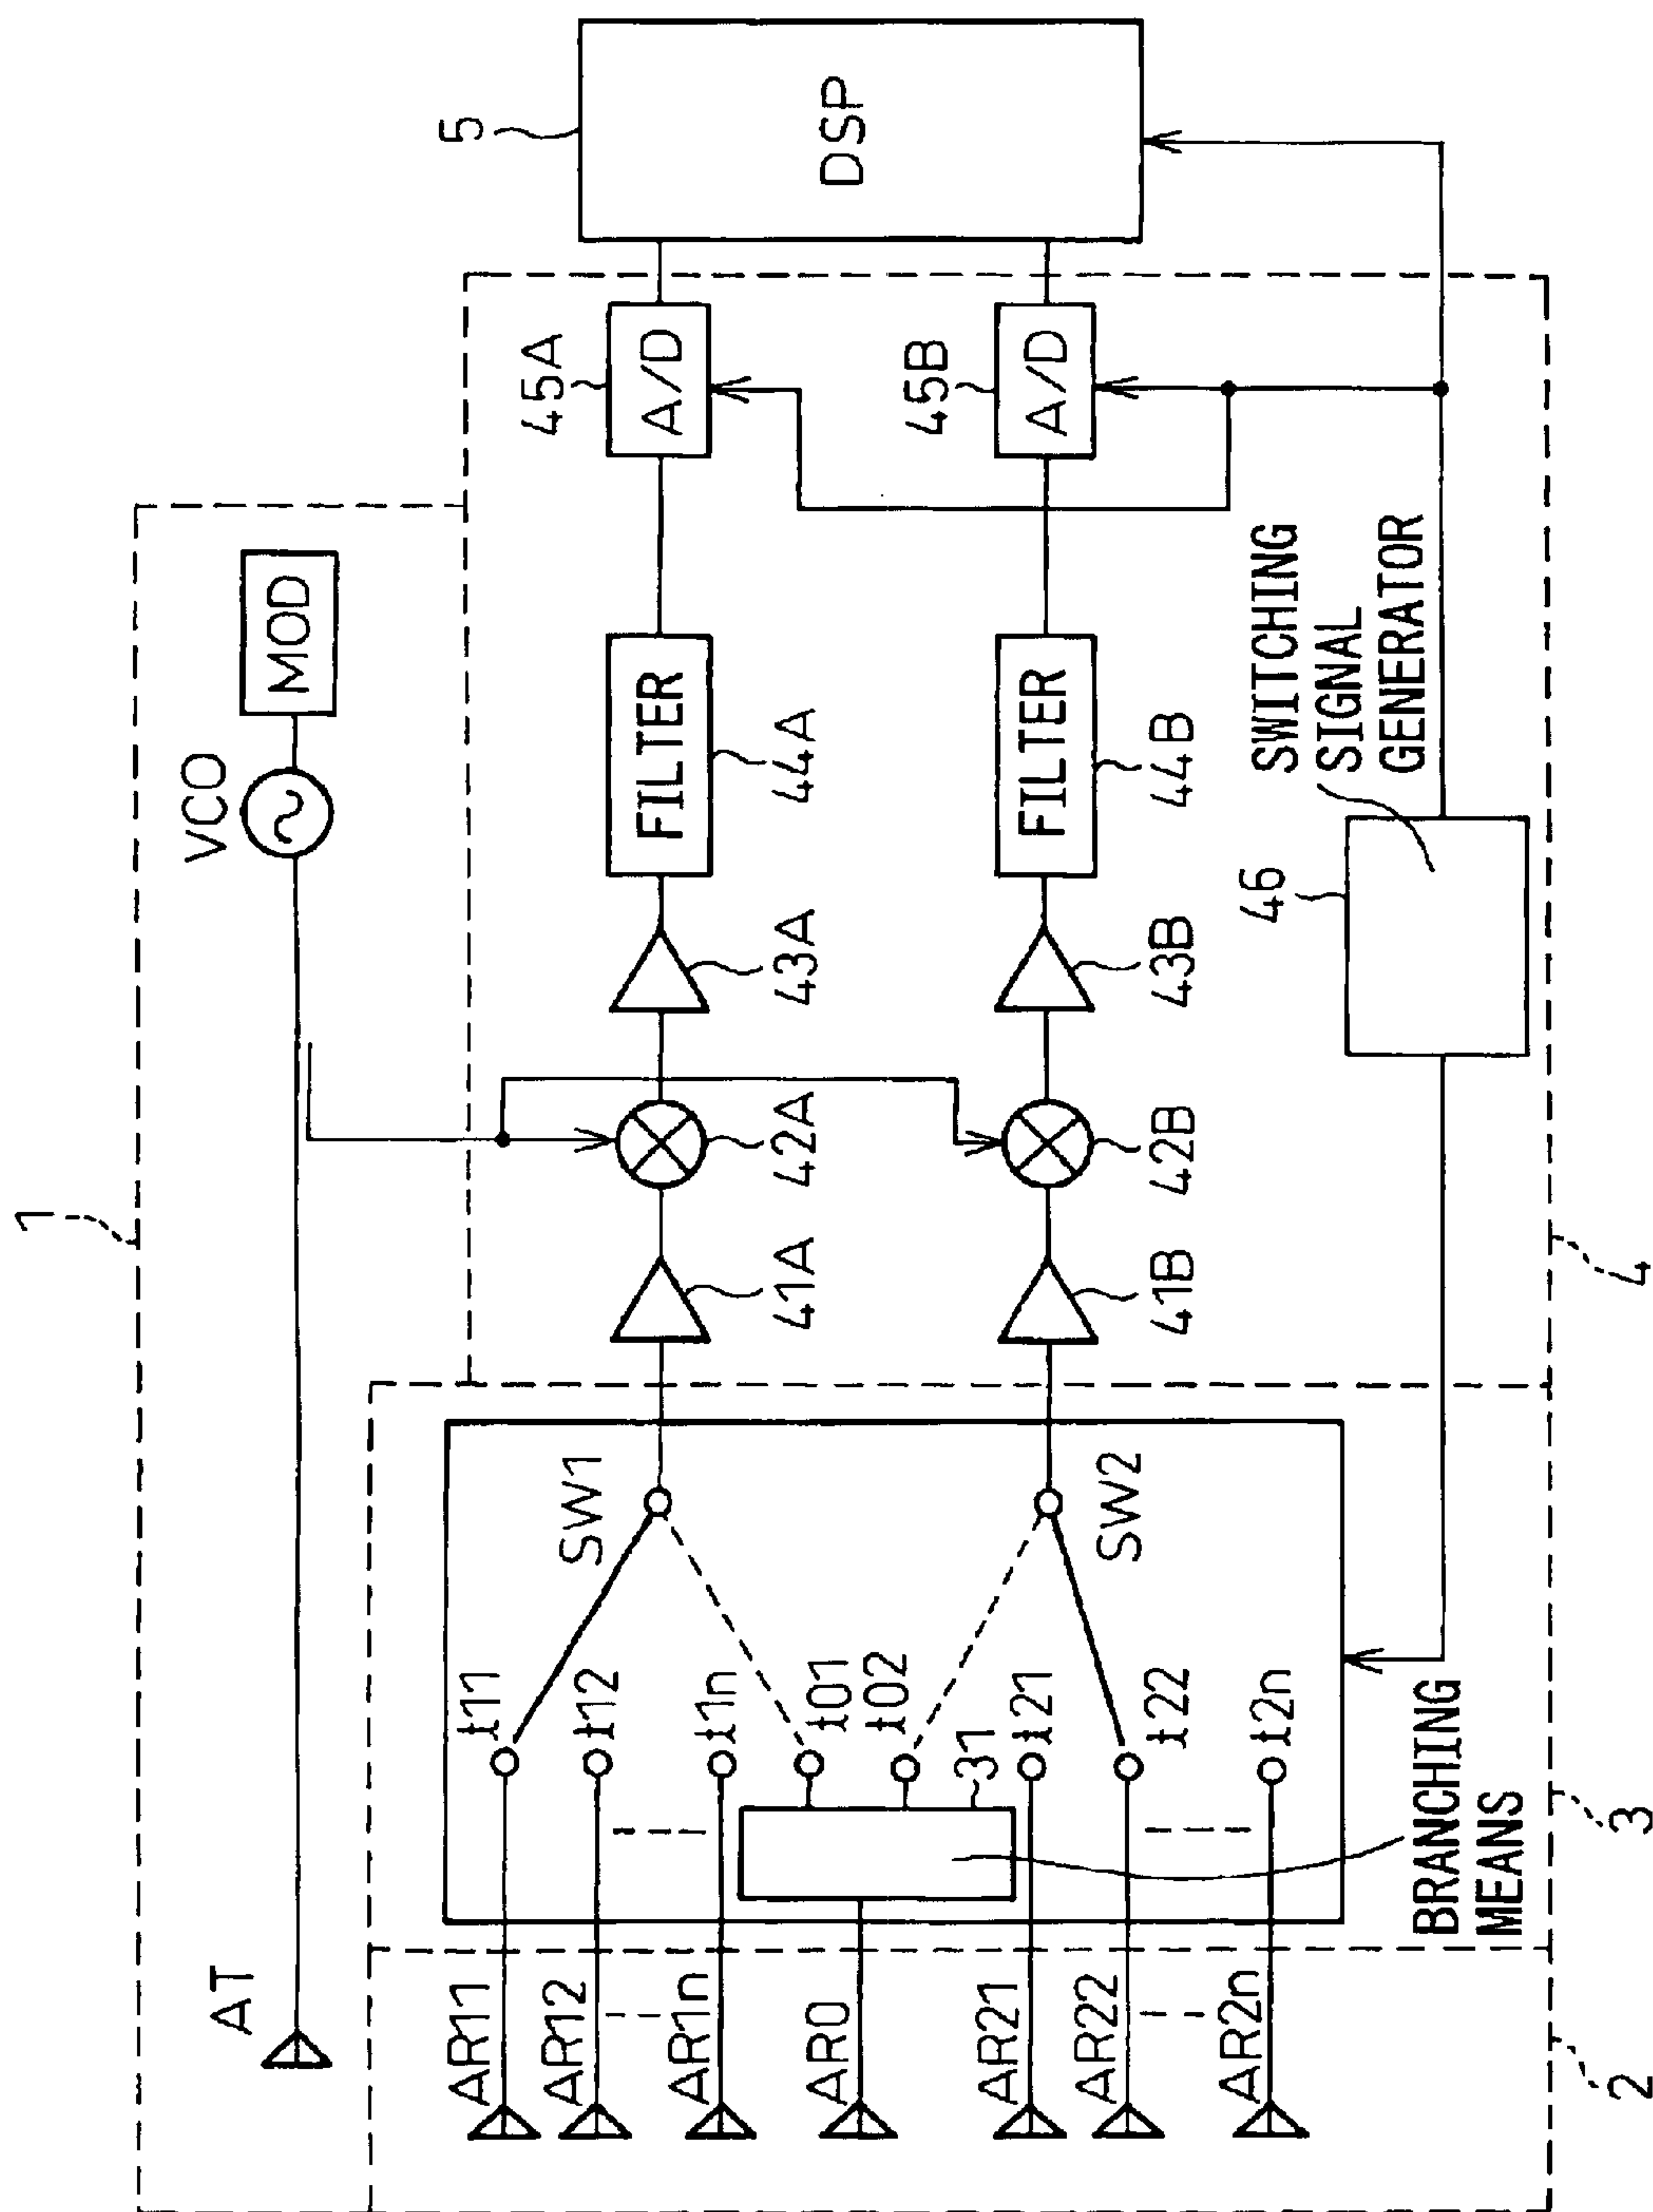 1
AT
VCO
MOD
5
DSP
AR11
AR12
AR1n
AR0
AR21
AR22
AR2n
t11
t12
t1n
t01
t02
t21
t22
t2n
31
SW1
SW2
BRANCHING
MEANS
41A
42A
43A
FILTER
44A
45A
A/D
41B
42B
43B
FILTER
44B
45B
A/D
46
SWITCHING
SIGNAL
GENERATOR
2
3
4